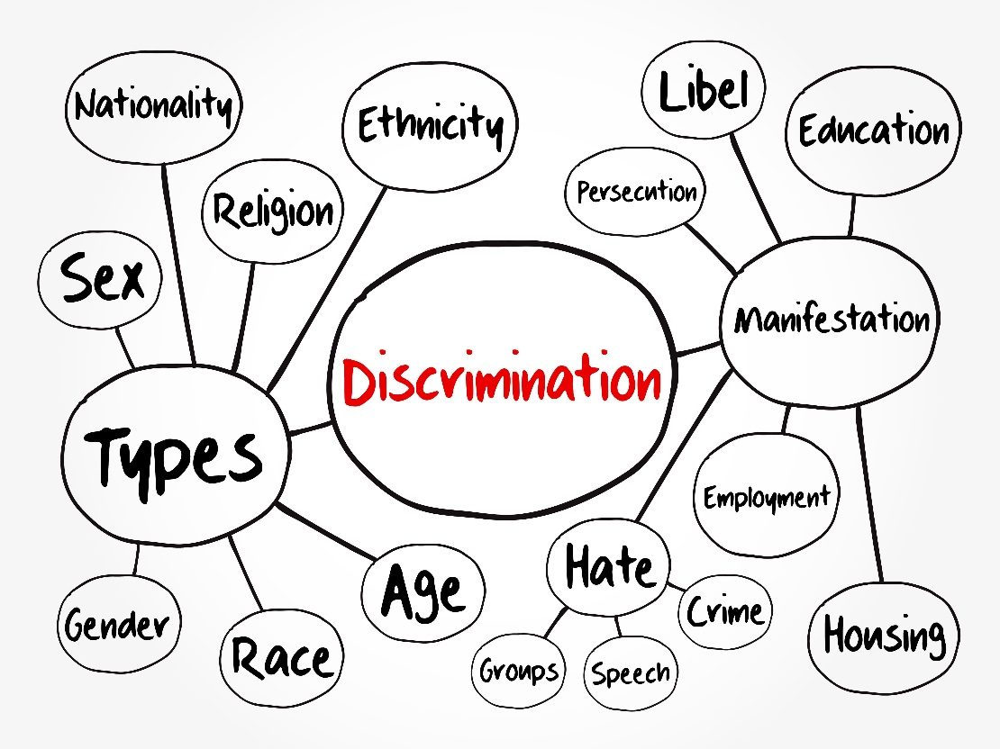 Nationality
Ethnicity
Religion
Sex
Types
Gender
Race
Age
Discrimination
Libel
Education
Persecution
Manifestation
Employment
Hate
Crime
Groups
Speech
Housing